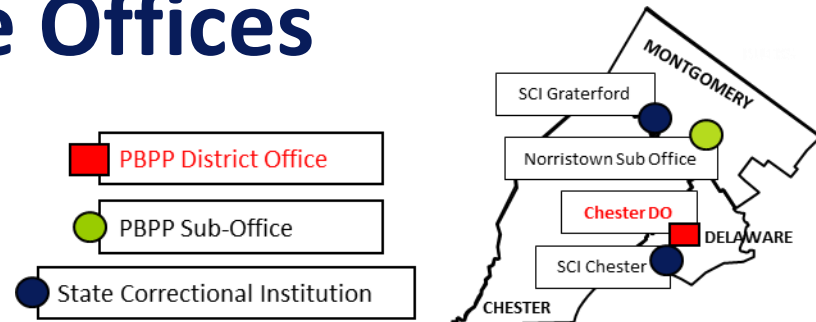 e Offices
PBPP District Office
PBPP Sub-Office
State Correctional Institution
MONTGOMERY
SCI Graterford
Norristown Sub Office
Chester DO
DELAWARE
SCI Chester
CHESTER